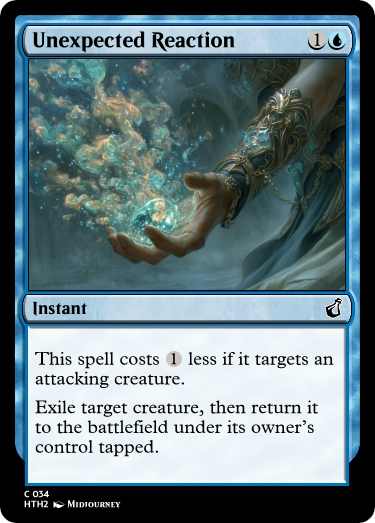 Unexpected Reaction 1
Instant
This spell costs 1 less if it targets an
attacking creature.
Exile target creature, then return it
to the battlefield under its owner's
control tapped.
C 034
HTH2 Midjourney